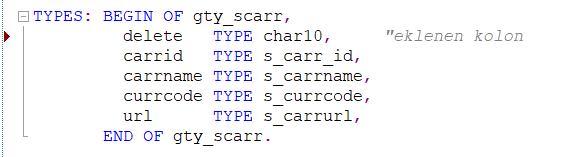 TYPES: BEGIN OF gty_scarr,
delete TYPE char10, "eklenen kolon
carrid TYPE s_carr_id,
carrname TYPE s_carrname,
currcode TYPE s_currcode,
url TYPE s_carrurl,
END OF gty_scarr.